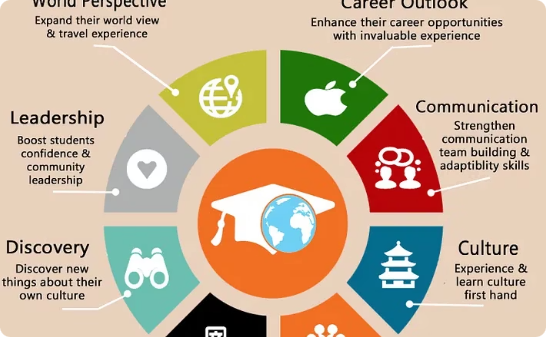 World Perspective
Expand their world view
& travel experience
Career Outlook
Enhance their career opportunities
with invaluable experience
Leadership
Boost students
confidence &
community
leadership
Communication
Strengthen
communication
team building &
adaptiblity skills
Discovery
Discover new
things about their
own culture
Culture
Experience &
learn culture
first hand